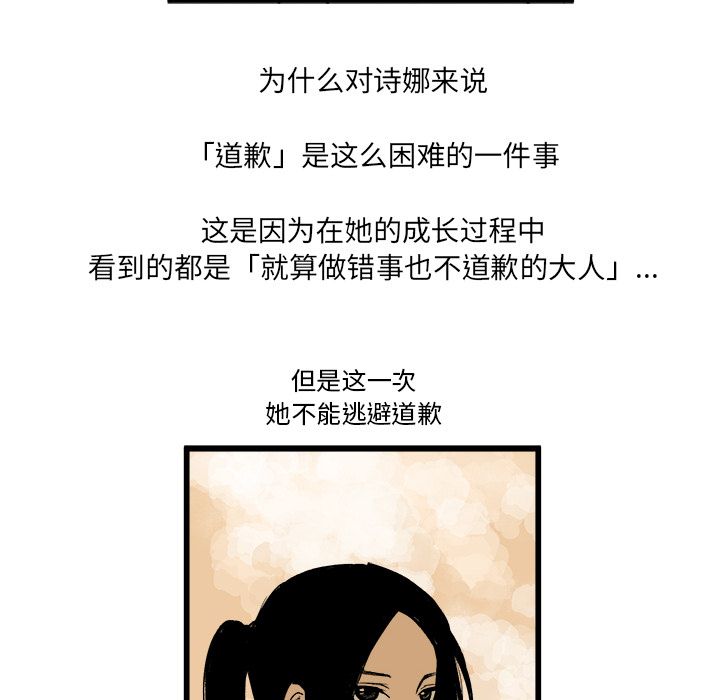 为什么对诗娜来说
「道歉」是这么困难的一件事
这是因为在她的成长过程中
看到的都是「就算做错事也不道歉的大人」...
但是这一次
她不能逃避道歉